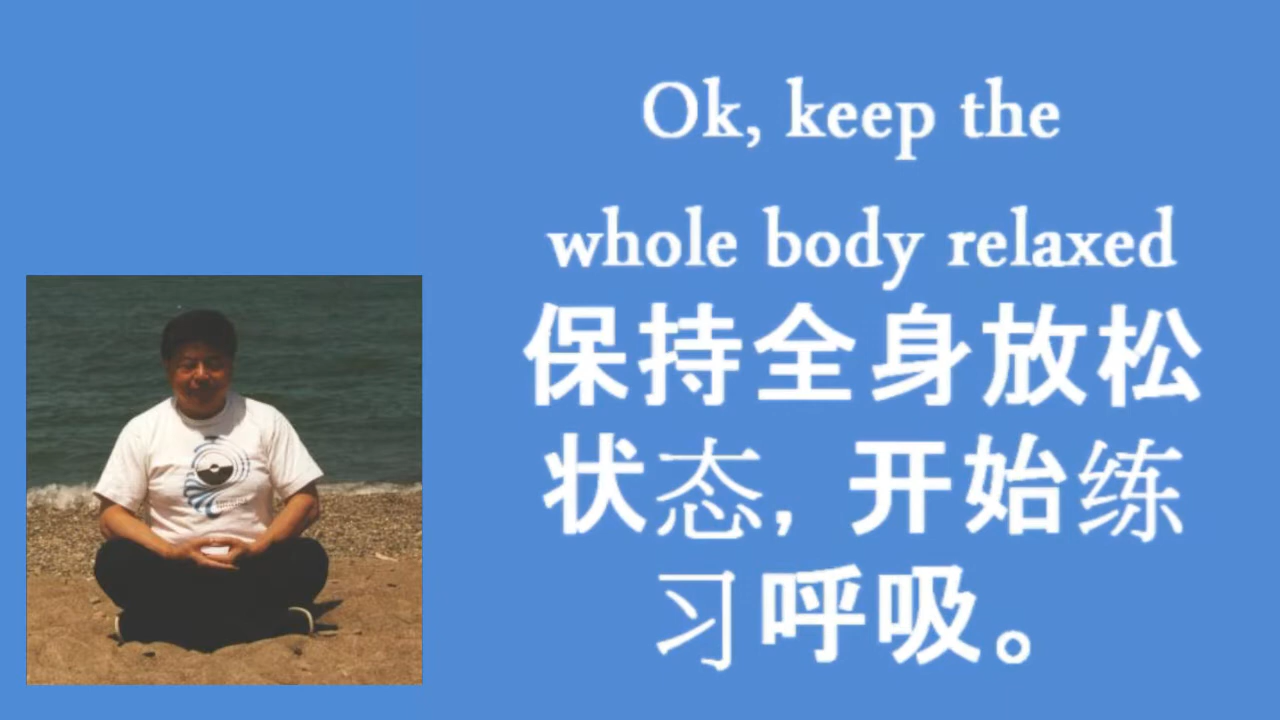 Ok, keep the
whole body relaxed
保持全身放松
状态，开始练
习呼吸。